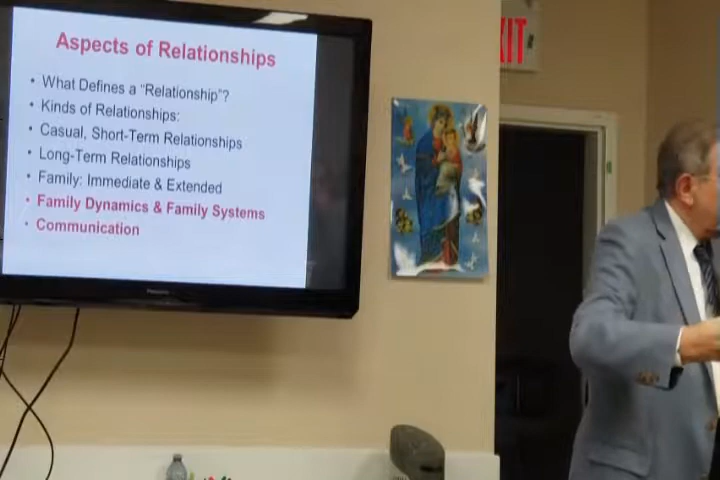 Aspects of Relationships
• What Defines a "Relationship"?
• Kinds of Relationships:
• Casual, Short-Term Relationships
• Long-Term Relationships
• Family: Immediate & Extended
• Family Dynamics & Family Systems
• Communication
Panasonic
EXIT